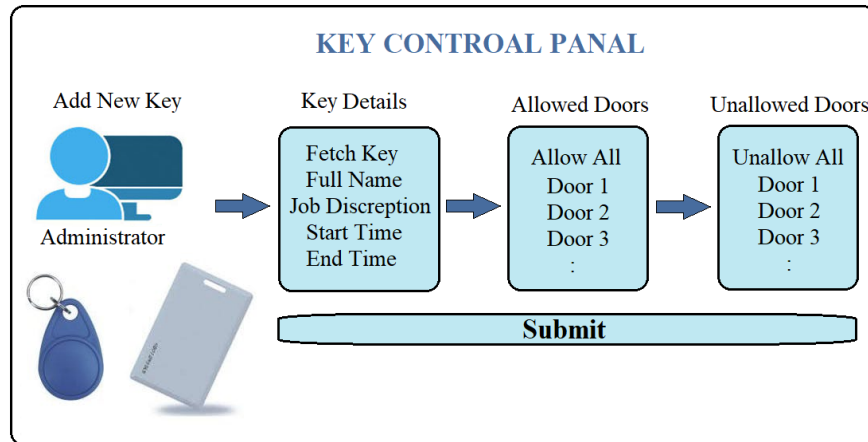 KEY CONTROAL PANAL
Add New Key
Administrator
Key Details
Fetch Key
Full Name
Job Discreption
Start Time
End Time
Allowed Doors
Allow All
Door 1
Door 2
Door 3
:
Unallowed Doors
Unallow All
Door 1
Door 2
Door 3
:
Submit